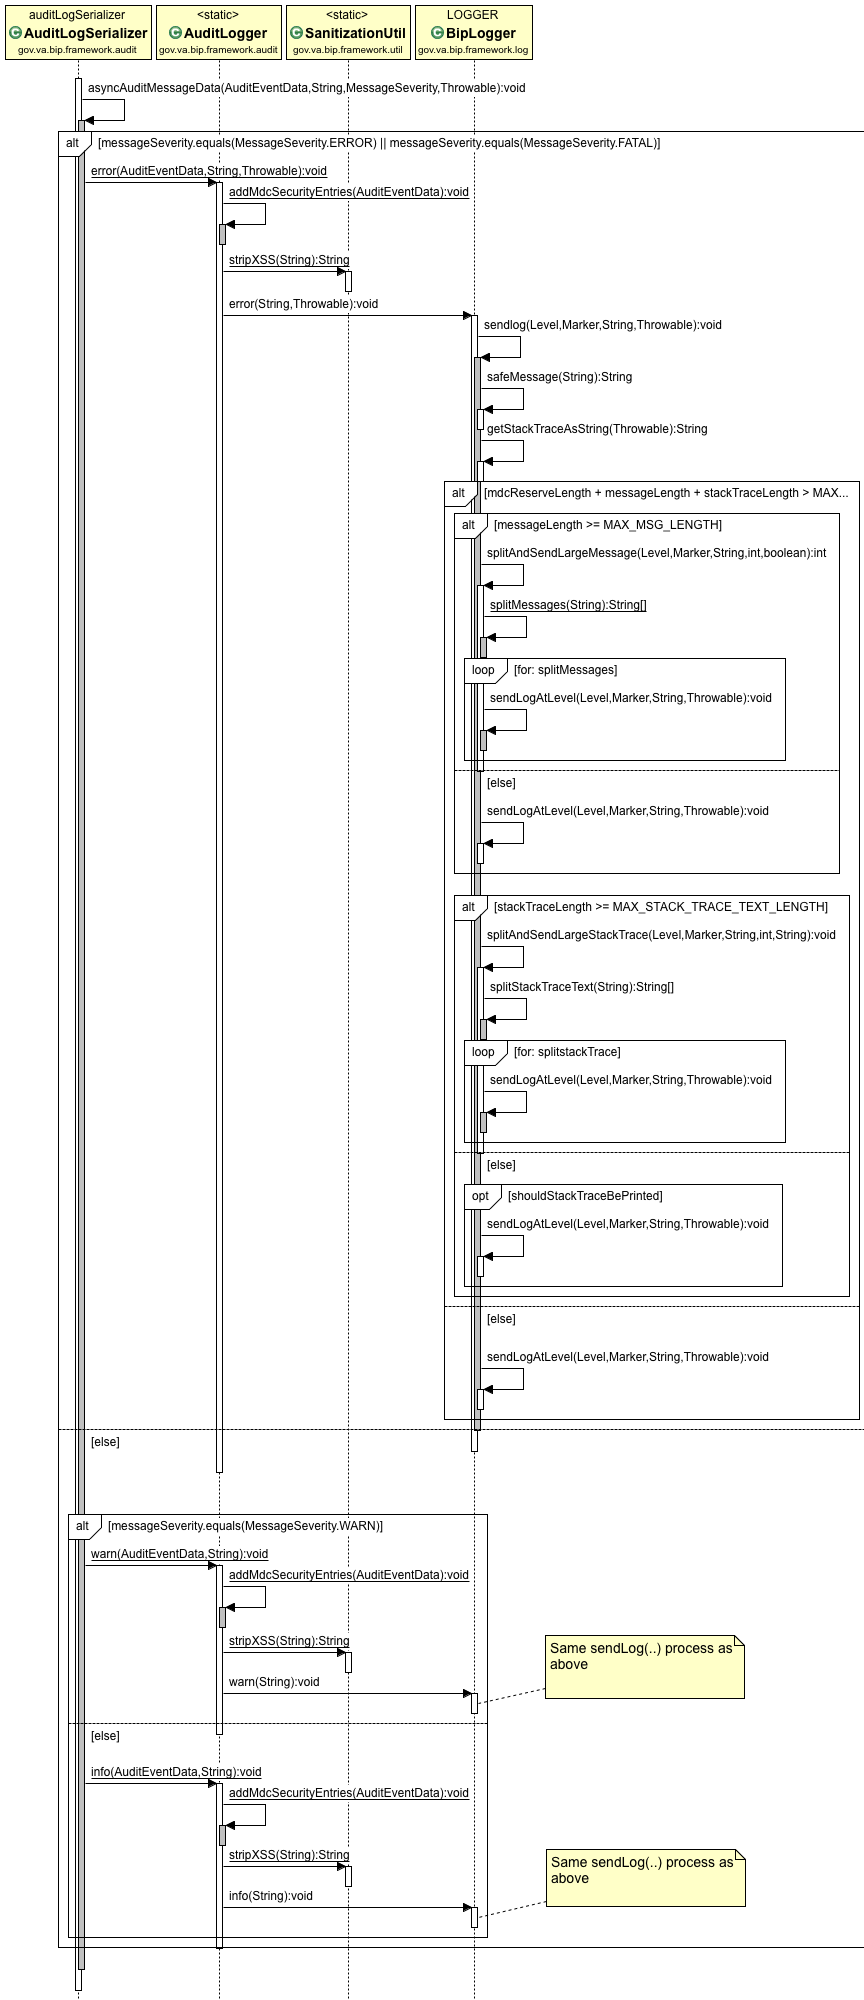 auditLogSerializer
AuditLogSerializer
gov.va.bip.framework.audit
<static>
AuditLogger
gov.va.bip.framework.audit
<static>
SanitizationUtil
gov.va.bip.framework.util
LOGGER
BipLogger
gov.va.bip.framework.log
asyncAuditMessageData(AuditEventData,String,MessageSeverity,Throwable):void
alt [messageSeverity.equals(MessageSeverity.ERROR) || messageSeverity.equals(MessageSeverity.FATAL)]
error(AuditEventData,String,Throwable):void
addMdcSecurityEntries(AuditEventData):void
stripXSS(String):String
error(String,Throwable):void
sendlog(Level,Marker,String,Throwable):void
safeMessage(String):String
getStackTraceAsString(Throwable):String
alt [mdcReserveLength + messageLength + stackTraceLength > MAX...
alt [messageLength >= MAX_MSG_LENGTH]
splitAndSendLargeMessage(Level,Marker,String,int,boolean):int
splitMessages(String):String[]
loop [for: splitMessages]
sendLogAtLevel(Level,Marker,String,Throwable):void
[else]
sendLogAtLevel(Level,Marker,String,Throwable):void
alt [stackTraceLength >= MAX_STACK_TRACE_TEXT_LENGTH]
splitAndSendLargeStackTrace(Level,Marker,String,int,String):void
splitStackTraceText(String):String[]
loop [for: splitstackTrace]
sendLogAtLevel(Level,Marker,String,Throwable):void
[else]
opt [shouldStackTraceBePrinted]
sendLogAtLevel(Level,Marker,String,Throwable):void
[else]
sendLogAtLevel(Level,Marker,String,Throwable):void
[else]
alt [messageSeverity.equals(MessageSeverity.WARN)]
warn(AuditEventData,String):void
addMdcSecurityEntries(AuditEventData):void
stripXSS(String):String
warn(String):void
Same sendLog(..) process as
above
[else]
info(AuditEventData,String):void
addMdcSecurityEntries(AuditEventData):void
stripXSS(String):String
info(String):void
Same sendLog(..) process as
above